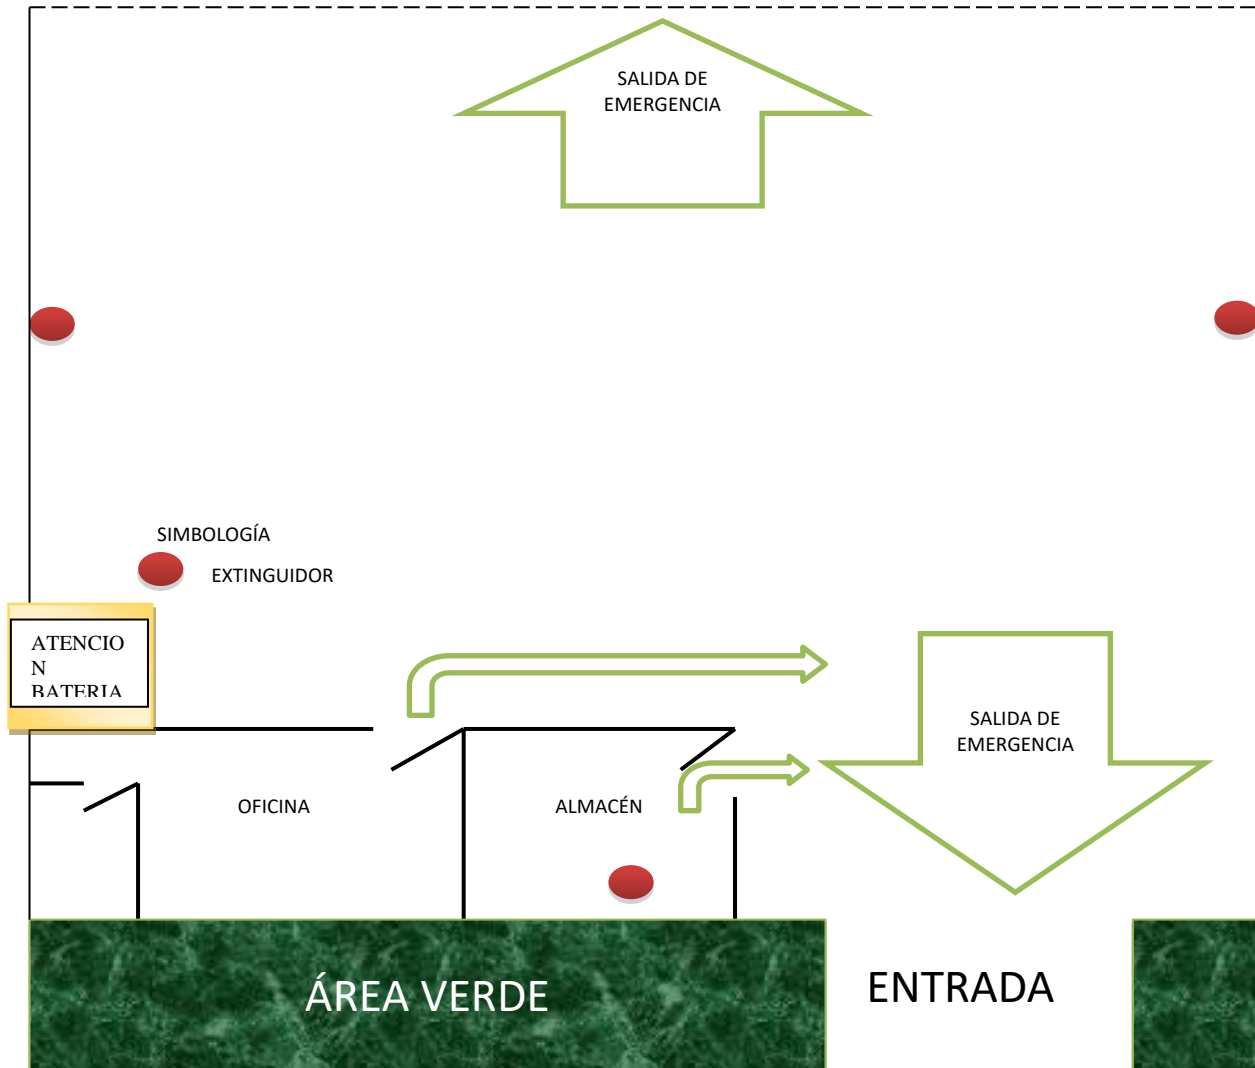 SALIDA DE
EMERGENCIA
SIMBOLOGÍA
EXTINGUIDOR
ATENCIO
N
BATERIA
SALIDA DE
EMERGENCIA
OFICINA
ALMACÉN
ÁREA VERDE
ENTRADA